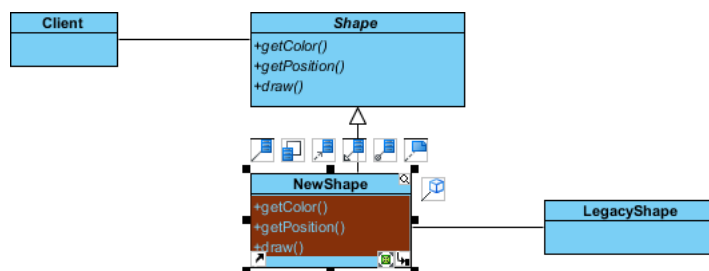 Client
Shape
+getColor()
+getPosition()
+draw()
NewShape
+getColor()
+getPosition()
+draw()
LegacyShape